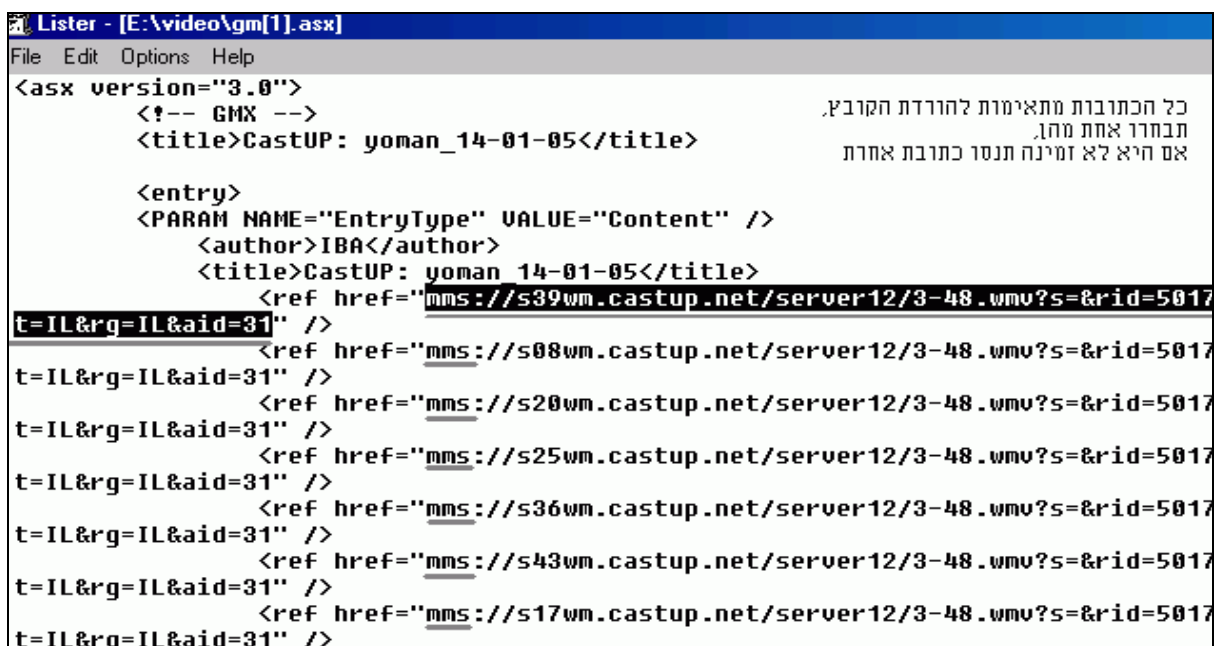 Lister - [E:\video\gm[1].asx]
File Edit Options Help
<asx version="3.0">
<!-- GMX -->
<title>CastUP: yoman_14-01-05</title>
כל הכתובות מתאימות להורדת הקובץ,
תבחרו אחת מהן,
אם היא לא זמינה תנסו כתובת אחרת
<entry>
<PARAM NAME="EntryType" VALUE="Content" />
<author>IBA</author>
<title>CastUP: yoman_14-01-05</title>
<ref href="mms://s39wm.castup.net/server12/3-48.wmv?s=&rid=5017
t=IL&rg=IL&aid=31" />
<ref href="mms://s08wm.castup.net/server12/3-48.wmv?s=&rid=5017
t=IL&rg=IL&aid=31" />
<ref href="mms://s20wm.castup.net/server12/3-48.wmv?s=&rid=5017
t=IL&rg=IL&aid=31" />
<ref href="mms://s25wm.castup.net/server12/3-48.wmv?s=&rid=5017
t=IL&rg=IL&aid=31" />
<ref href="mms://s36wm.castup.net/server12/3-48.wmv?s=&rid=5017
t=IL&rg=IL&aid=31" />
<ref href="mms://s43wm.castup.net/server12/3-48.wmv?s=&rid=5017
t=IL&rg=IL&aid=31" />
<ref href="mms://s17wm.castup.net/server12/3-48.wmv?s=&rid=5017
t=IL&rg=IL&aid=31" />